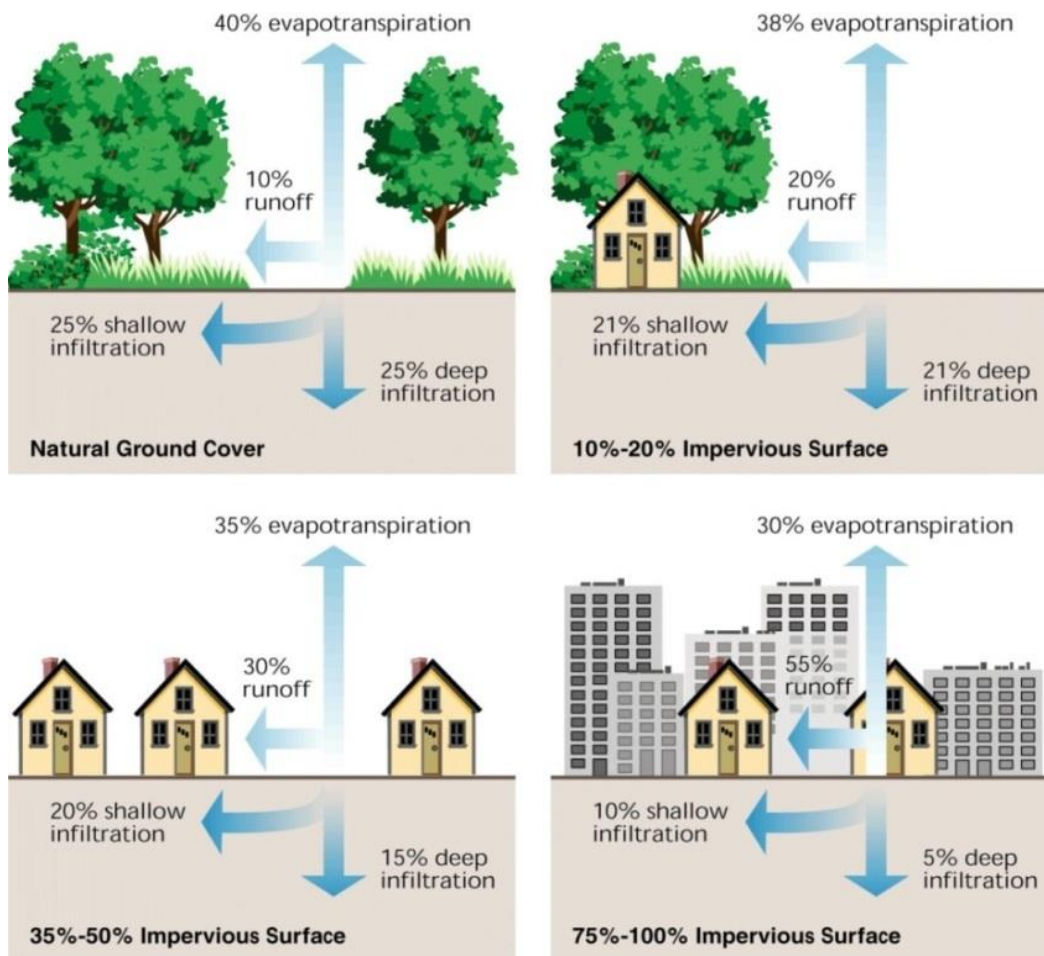 40% evapotranspiration
10%
runoff
25% shallow
infiltration
25% deep
infiltration
Natural Ground Cover
38% evapotranspiration
20%
runoff
21% shallow
infiltration
21% deep
infiltration
10%-20% Impervious Surface
35% evapotranspiration
30%
runoff
20% shallow
infiltration
15% deep
infiltration
35%-50% Impervious Surface
30% evapotranspiration
55%
runoff
10% shallow
infiltration
5% deep
infiltration
75%-100% Impervious Surface